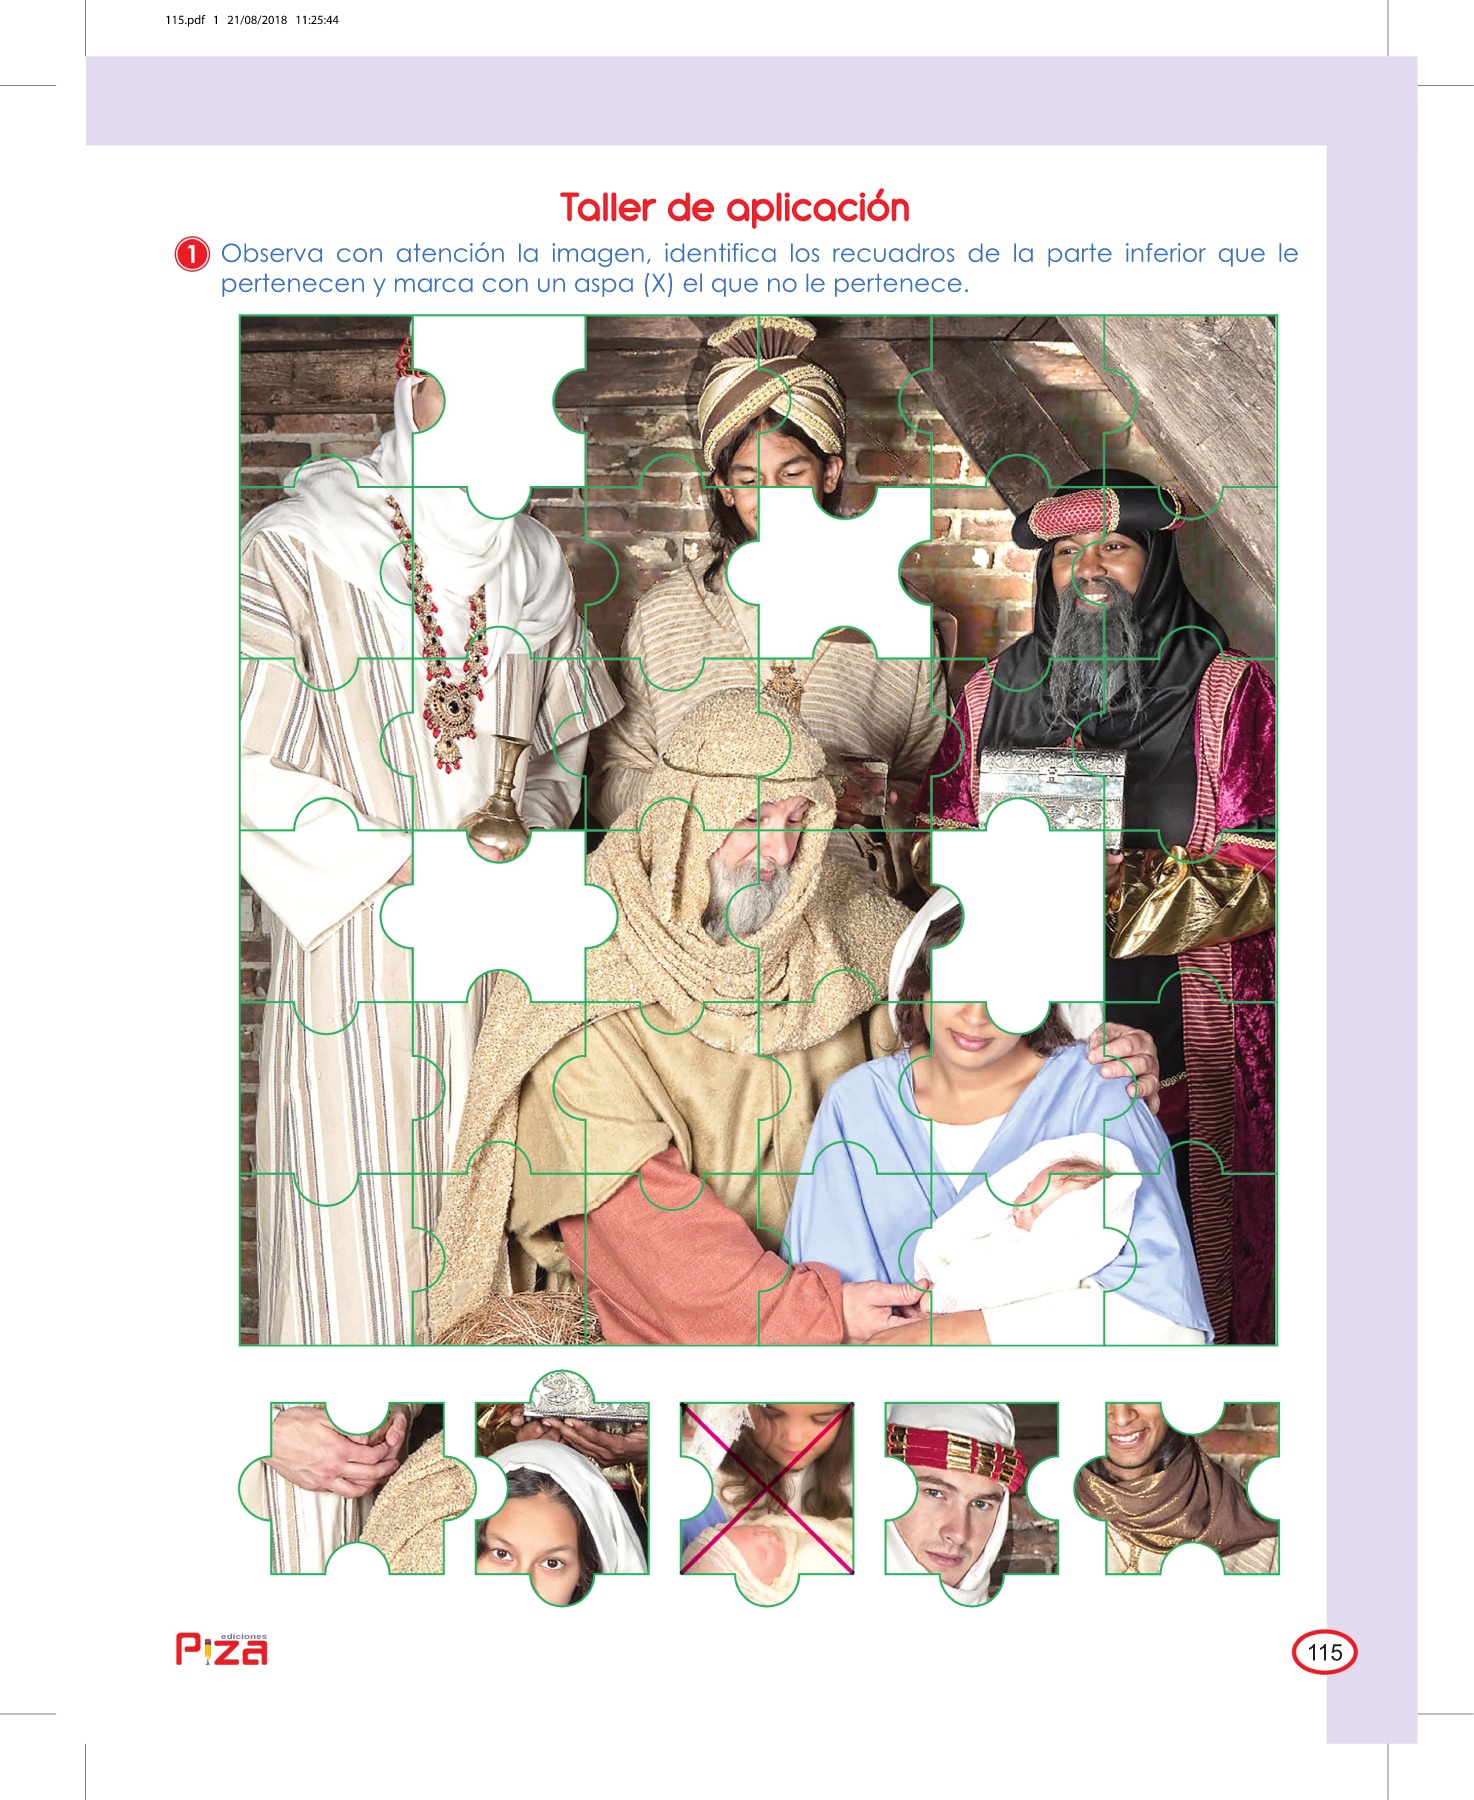 115.pdf 1 21/08/2018 11:25:44
Taller de aplicación
1 Observa con atención la imagen, identifica los recuadros de la parte inferior que le
pertenecen y marca con un aspa (X) el que no le pertenece.
ediciones
Piza
115